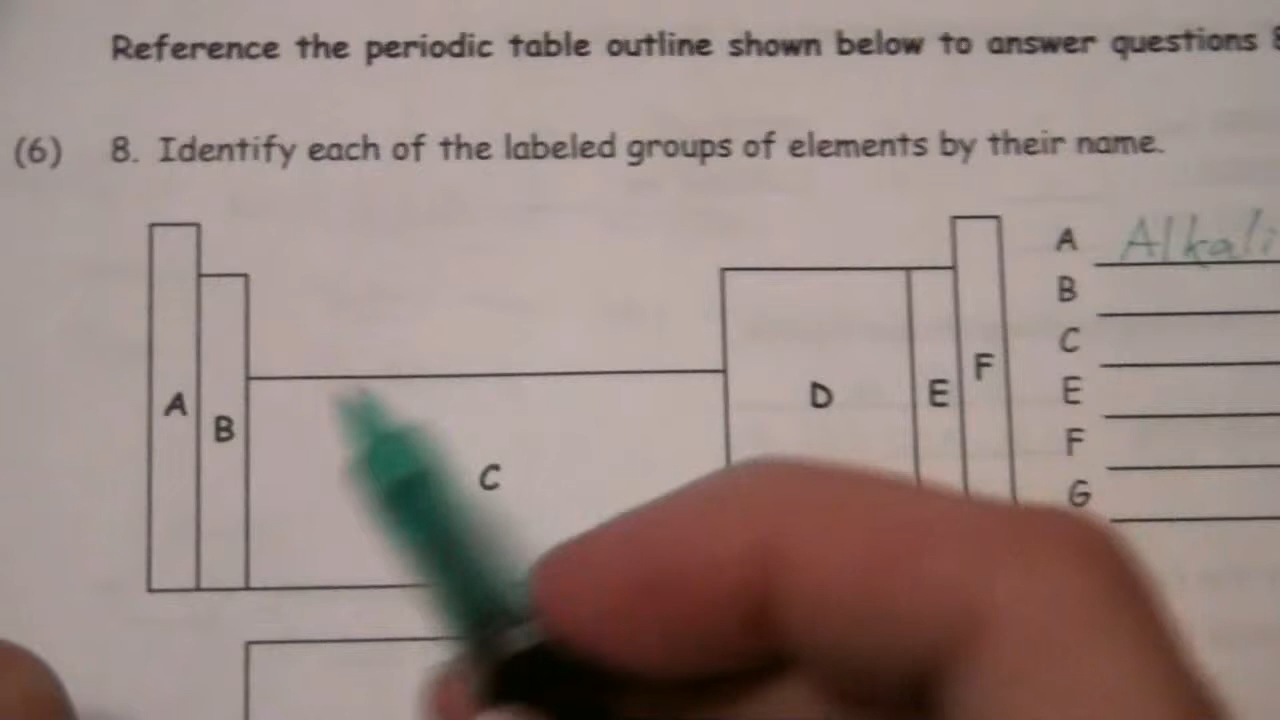 Reference the periodic table outline shown below to answer questions
(6) 8. Identify each of the labeled groups of elements by their name.
A
B
C
D
E
F
A Alkali
B
C
E
F
G